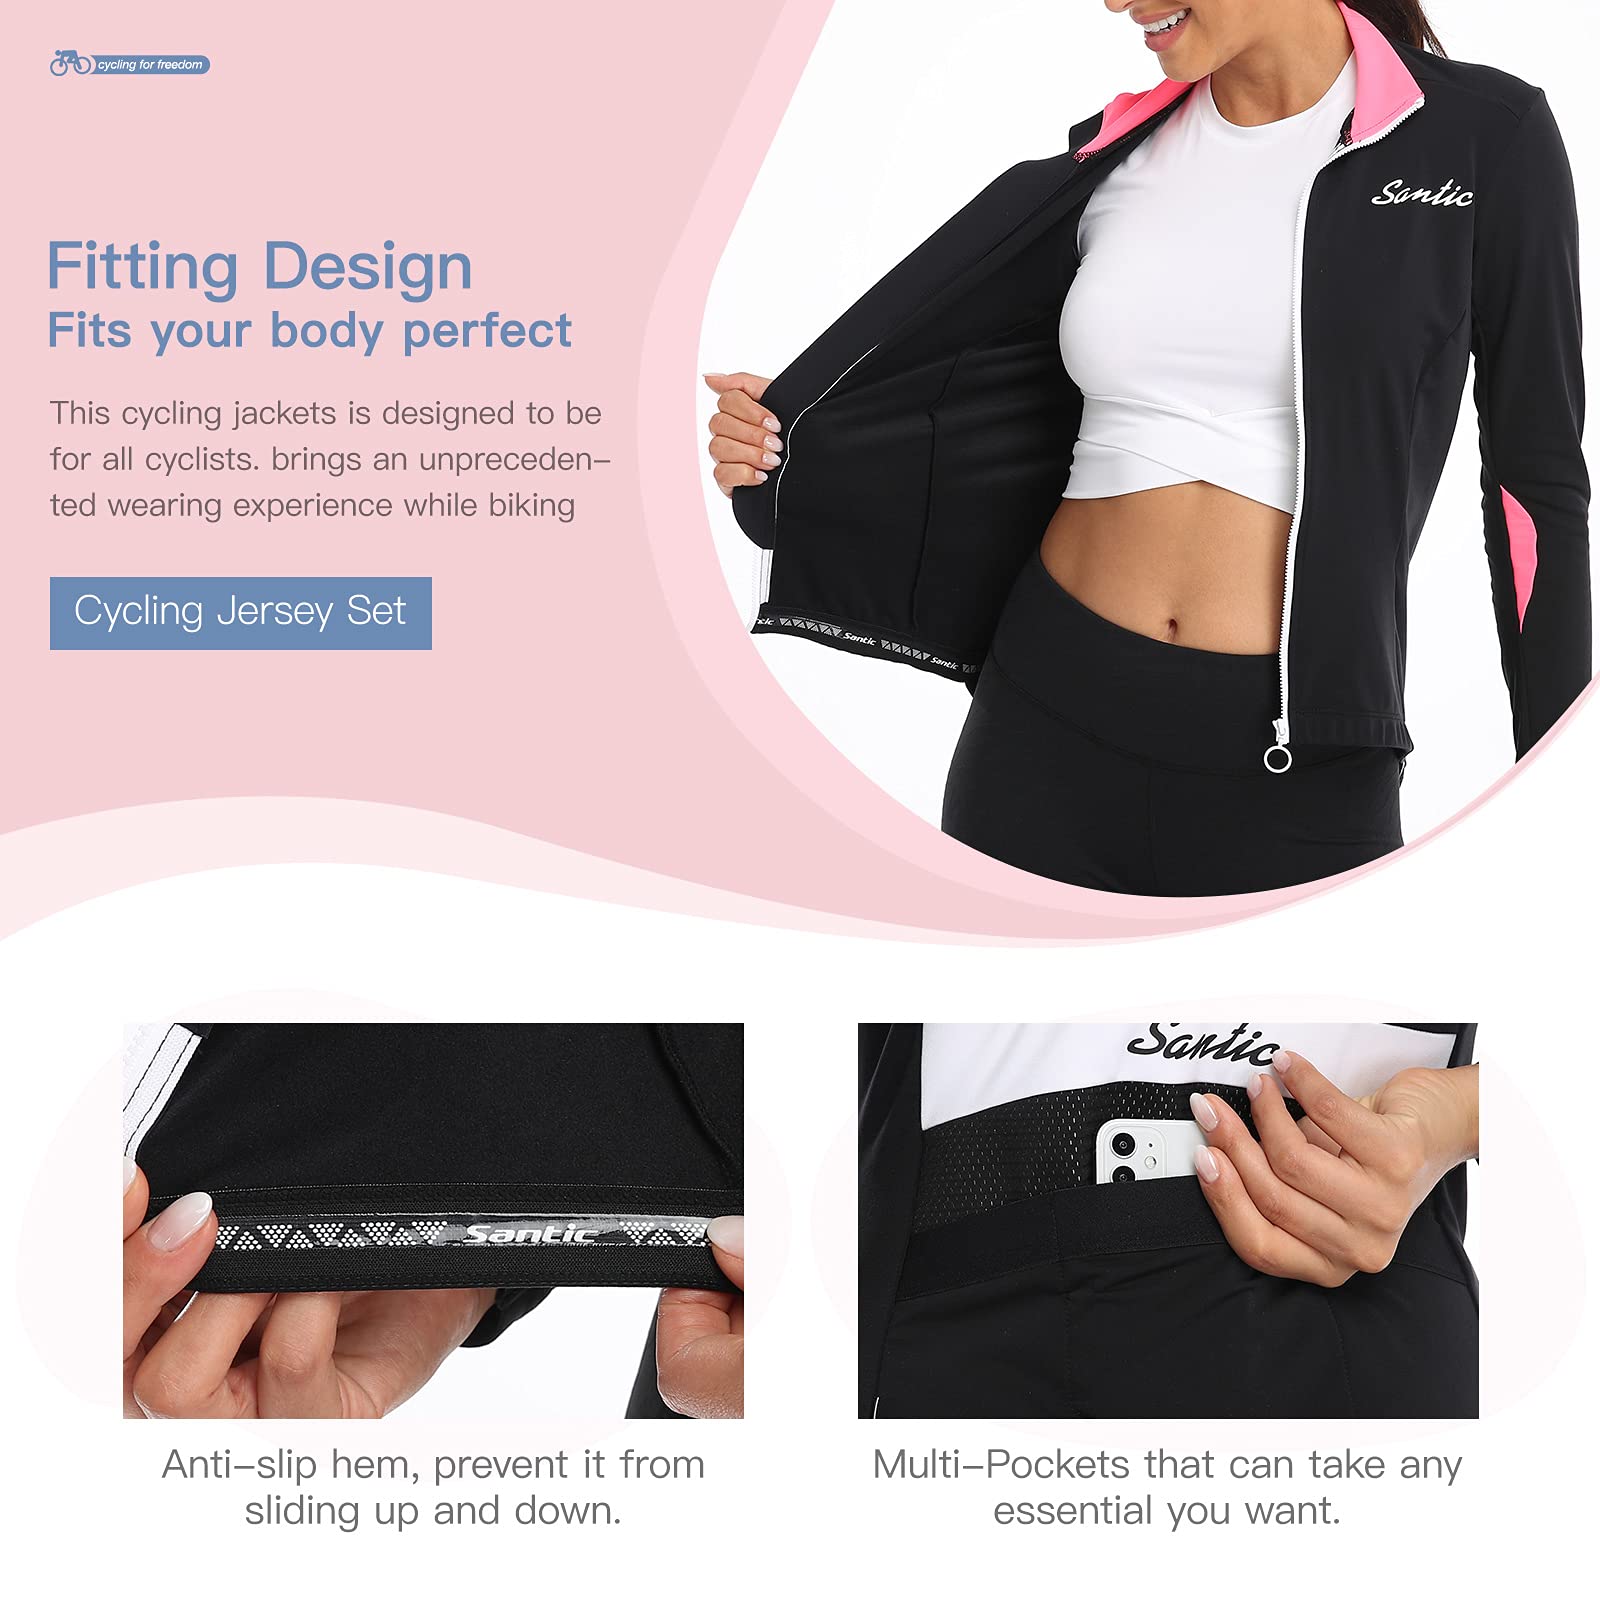 cycling for freedom
Santic
Fitting Design
Fits your body perfect
This cycling jackets is designed to be
for all cyclists. brings an unpreceden-
ted wearing experience while biking
Cycling Jersey Set
Santic
Santic
Santic
Santic
Anti-slip hem, prevent it from
sliding up and down.
Multi-Pockets that can take any
essential you want.